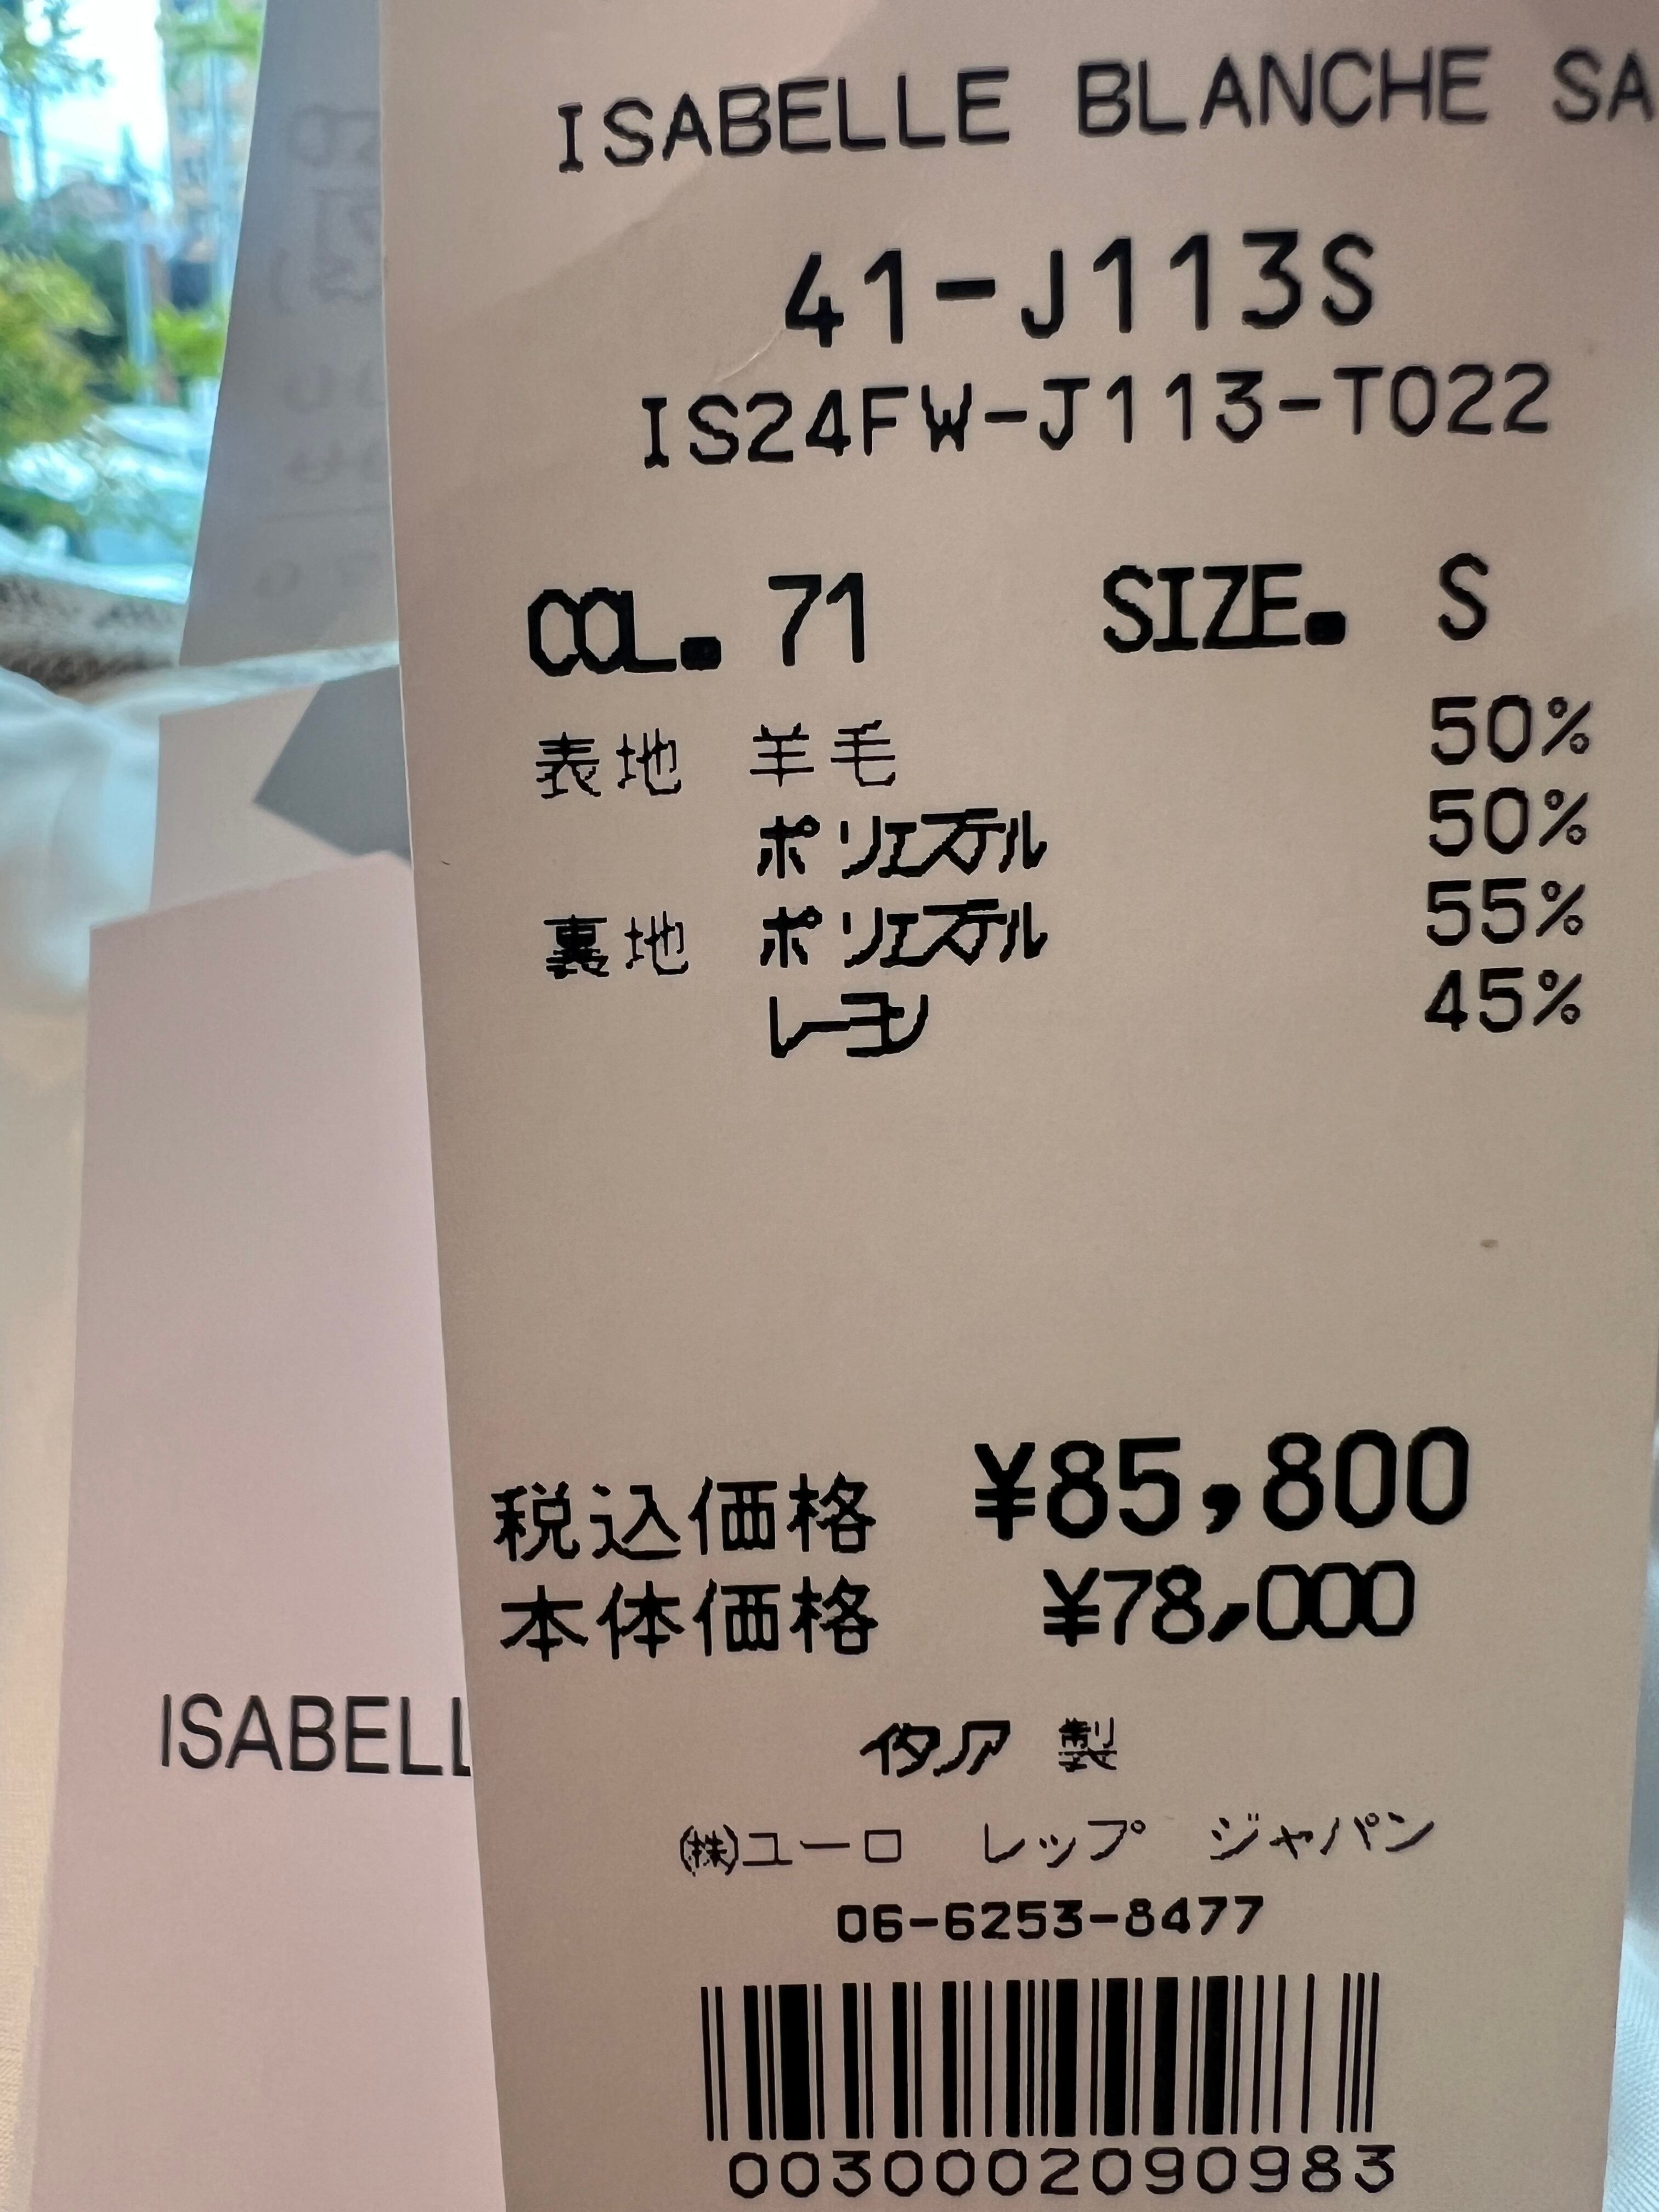 ISABELLE BLANCHE SA
41-J113S
IS24FW-J113-T022
COL. 71 SIZE. S
表地 羊毛 50%
ポリエステル 50%
裏地 ポリエステル 55%
レーヨン 45%
税込価格 ¥85,800
本体価格 ¥78,000
イタリア 製
㈱ユーロ レップ ジャパン
06-6253-8477
0030002090983
ISABELL